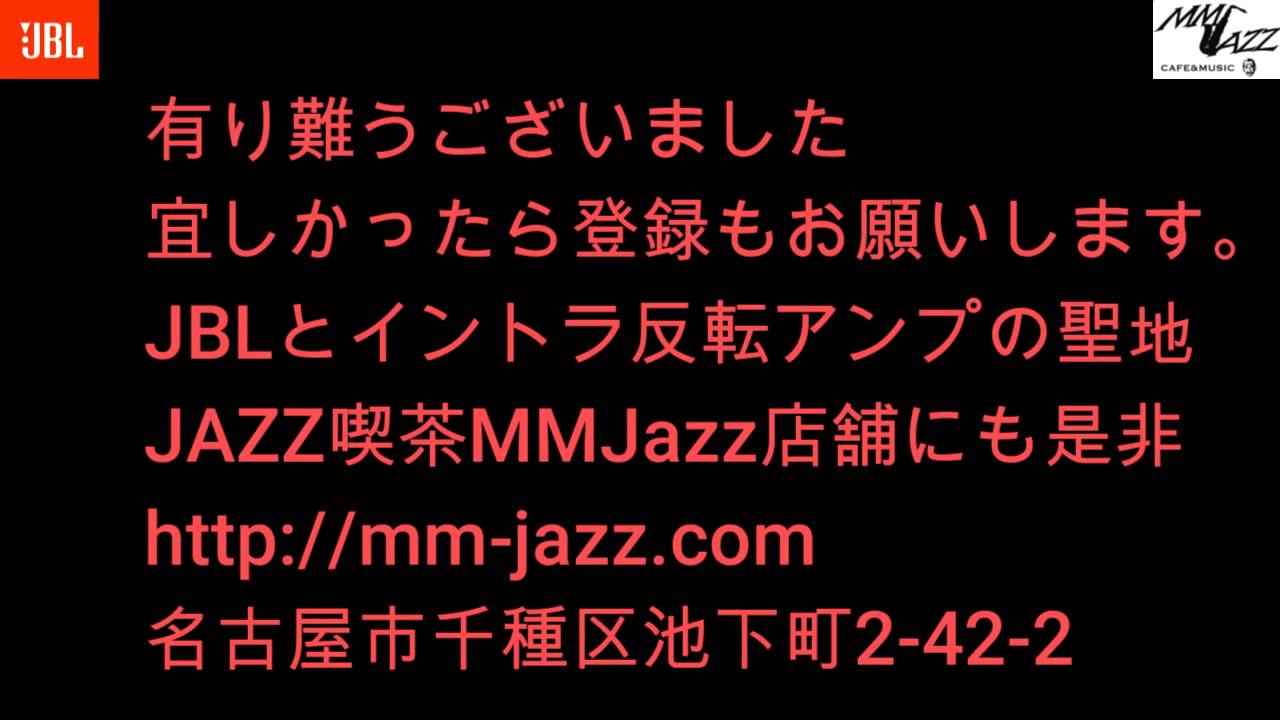 JBL
MMJAZZ
CAFE&MUSIC
有り難うございました
宜しかったら登録もお願いします。
JBLとイントラ反転アンプの聖地
JAZZ喫茶MMJazz店舗にも是非
http://mm-jazz.com
名古屋市千種区池下町2-42-2